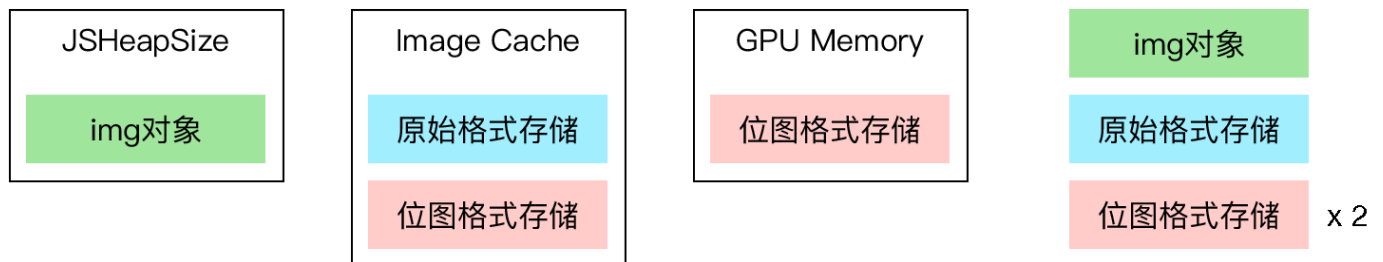 JSHeapSize
img对象
Image Cache
原始格式存储
位图格式存储
GPU Memory
位图格式存储
img对象
原始格式存储
位图格式存储 x 2